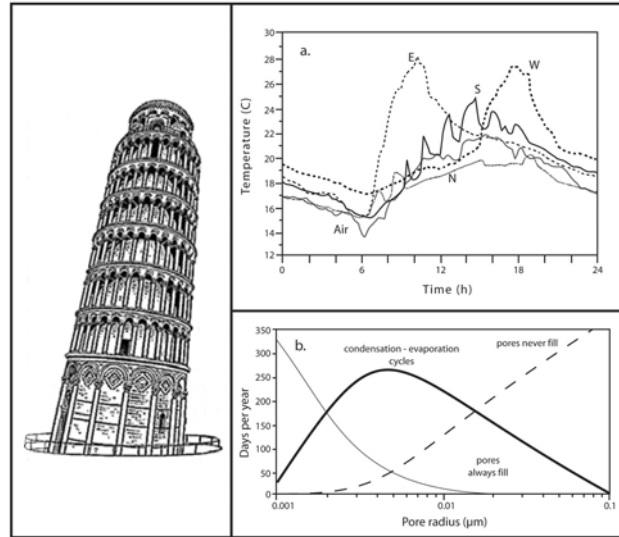 a.
Temperature (C)
30
28
26
24
22
20
18
16
14
12
E
S
W
N
Air
0
6
12
18
24
Time (h)
b.
Days per year
350
300
250
200
150
100
50
0
condensation - evaporation
cycles
pores never fill
pores
always fill
0.001
0.01
0.1
Pore radius (μm)